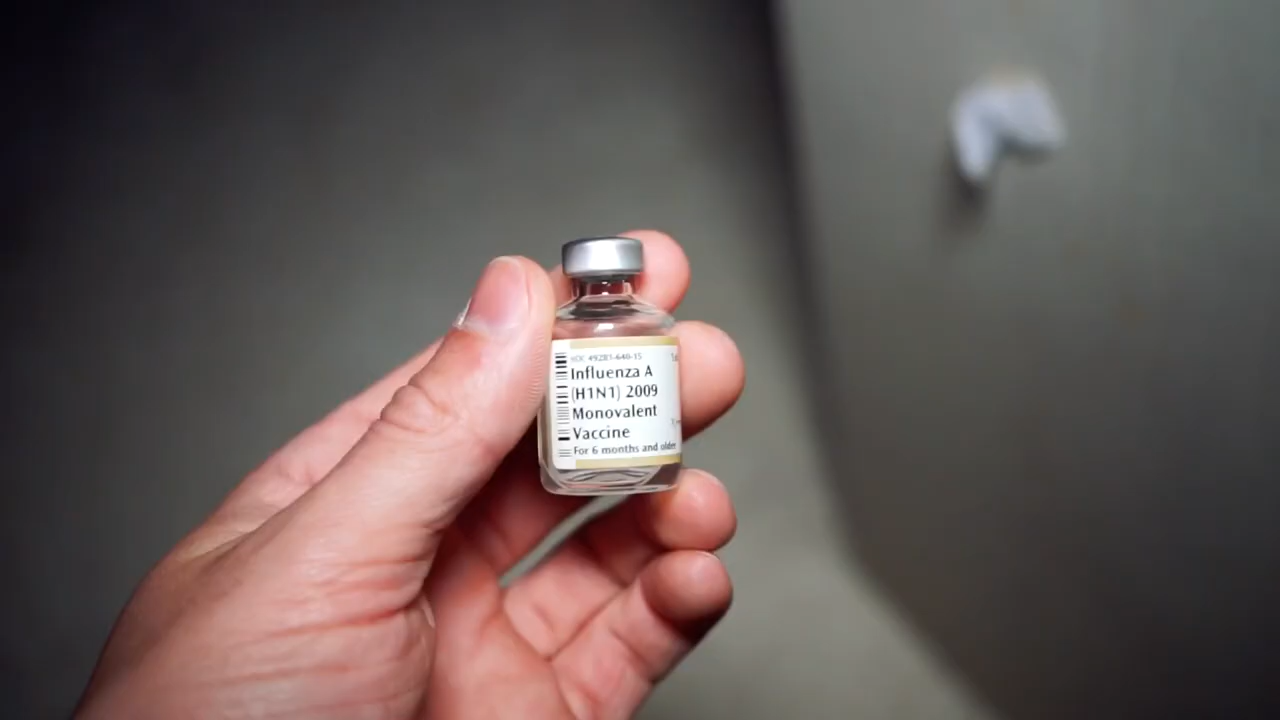 NDC 49281-640-15
Influenza A
(H1N1) 2009
Monovalent
Vaccine
For 6 months and older